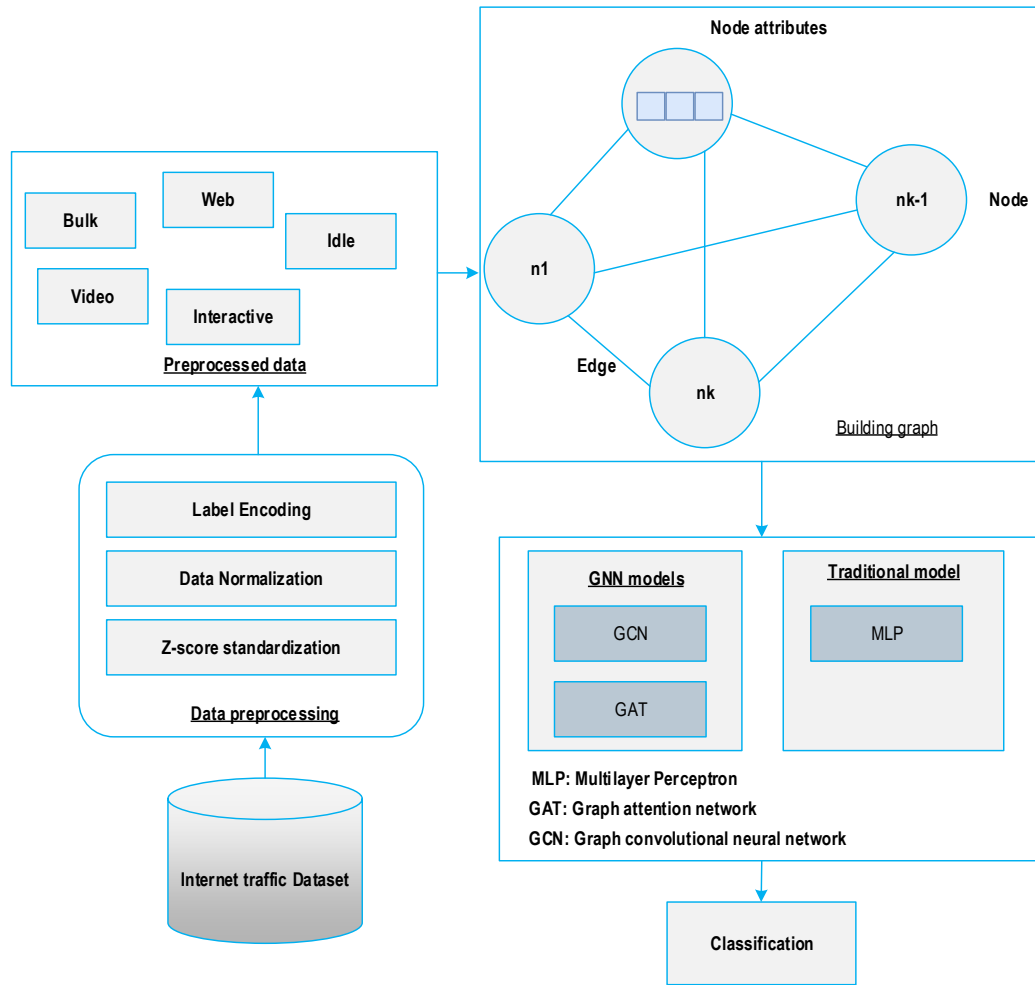 Node attributes
nk-1
Node
n1
Edge
nk
Building graph
Web
Bulk
Idle
Video
Interactive
Preprocessed data
Label Encoding
Data Normalization
Z-score standardization
Data preprocessing
Internet traffic Dataset
GNN models
GCN
GAT
Traditional model
MLP
MLP: Multilayer Perceptron
GAT: Graph attention network
GCN: Graph convolutional neural network
Classification